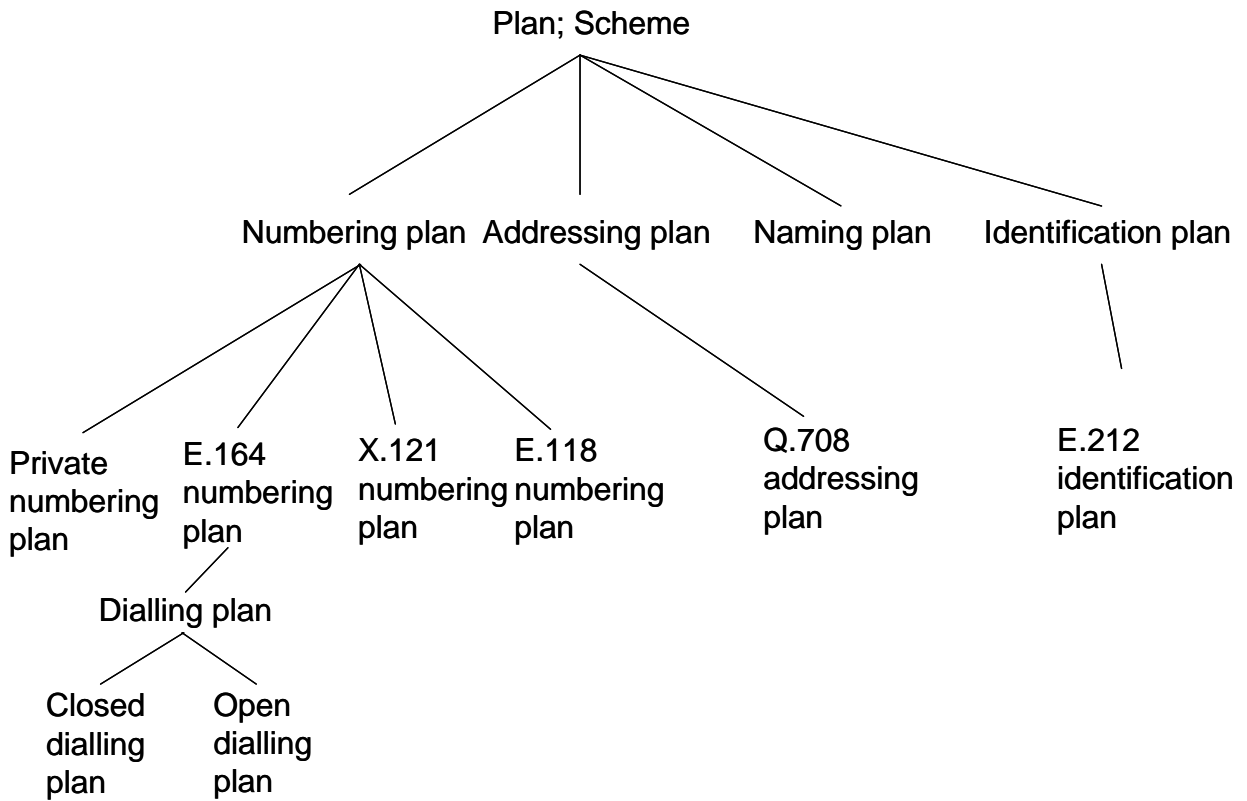 Plan; Scheme
Numbering plan
Addressing plan
Naming plan
Identification plan
Private
numbering
plan
E.164
numbering
plan
X.121
numbering
plan
E.118
numbering
plan
Q.708
addressing
plan
E.212
identification
plan
Dialling plan
Closed
dialling
plan
Open
dialling
plan